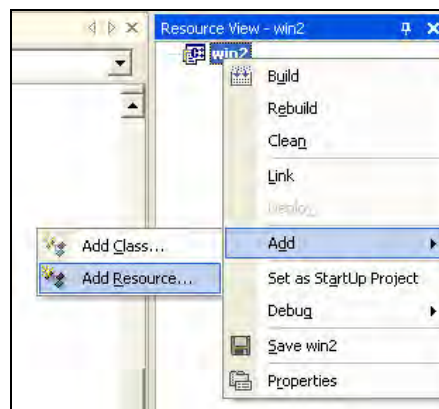 Resource View - win2
win2
Build
Rebuild
Clean
Link
Deploy
Add
Add Class...
Add Resource...
Set as StartUp Project
Debug
Save win2
Properties